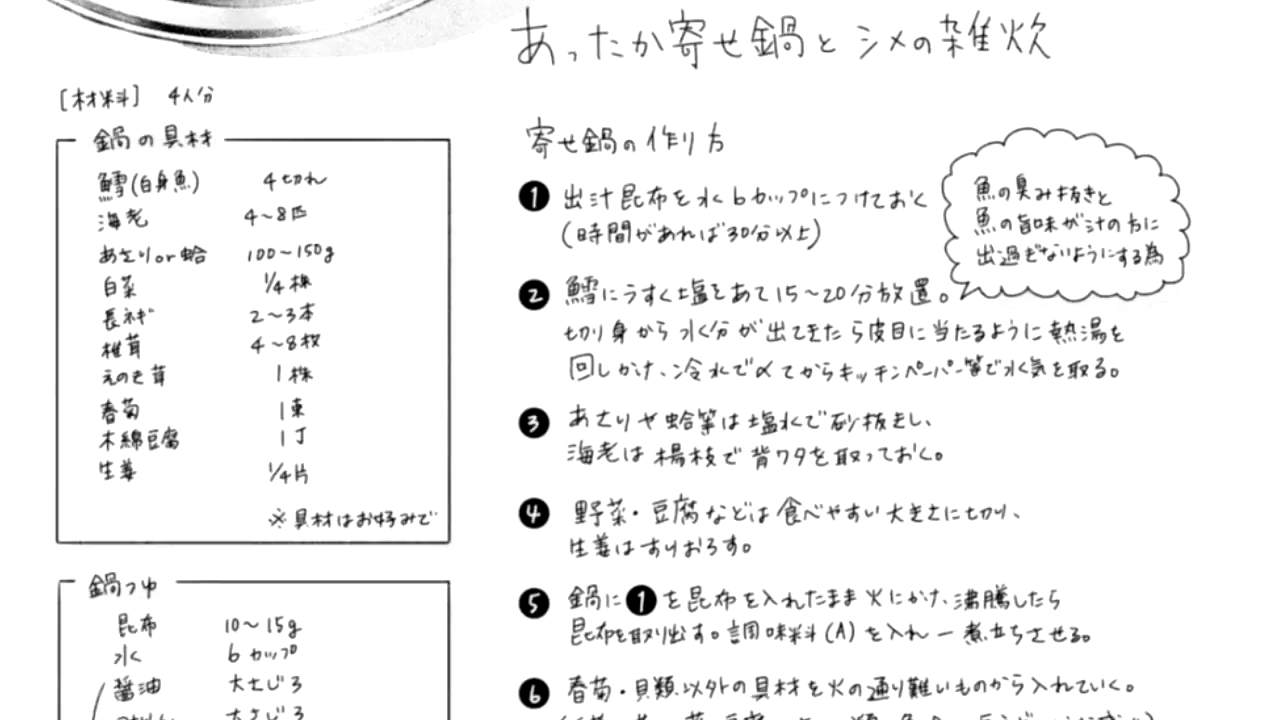 あったか寄せ鍋とシメの雑炊
[材料] 4人分
鍋の具材
鱈(白身魚) 4切れ
海老 4〜8匹
あさりor蛤 100〜150g
白菜 1/4株
長ネギ 2〜3本
椎茸 4〜8枚
えのき茸 1株
春菊 1束
木綿豆腐 1丁
生姜 1/4片
※具材はお好みで
鍋つゆ
昆布 10〜15g
水 6カップ
醤油 大さじ3
大さじ3
寄せ鍋の作り方
1 出汁昆布を水6カップにつけておく
(時間があれば30分以上)
魚の臭み抜きと
魚の旨味が汁の方に
出過ぎないようにする為
2 鱈にうすく塩をあて15〜20分放置。
切り身から水分が出てきたら皮目に当たるように熱湯を
回しかけ、冷水で〆てからキッチンペーパー等で水気を取る。
3 あさりや蛤等は塩水で砂抜きし、
海老は楊枝で背ワタを取っておく。
4 野菜・豆腐などは食べやすい大きさに切り、
生姜はすりおろす。
5 鍋に1を昆布を入れたまま火にかけ、沸騰したら
昆布を取り出す。調味料(A)を入れ一煮立ちさせる。
6 春菊・貝類以外の具材を火の通り難いものから入れていく。